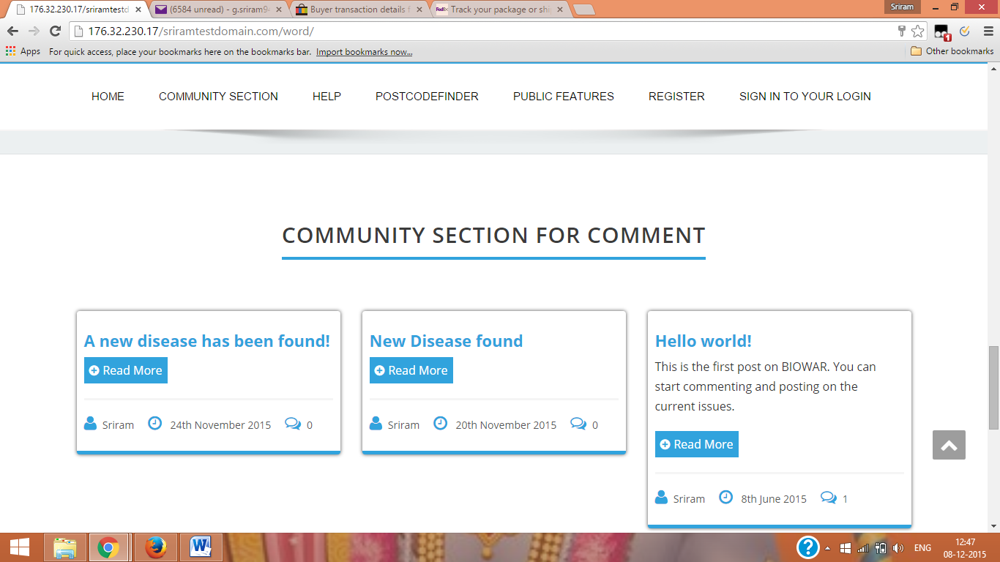 176.32.230.17/sriramtestd
(6584 unread) - g.sriram94
Buyer transaction details f
FedEx
Track your package or shi
Sriram
176.32.230.17/sriramtestdomain.com/word/
1
Apps
For quick access, place your bookmarks here on the bookmarks bar.
Import bookmarks now...
Other bookmarks
HOME
COMMUNITY SECTION
HELP
POSTCODEFINDER
PUBLIC FEATURES
REGISTER
SIGN IN TO YOUR LOGIN
COMMUNITY SECTION FOR COMMENT
A new disease has been found!
Read More
Sriram
24th November 2015
0
New Disease found
Read More
Sriram
20th November 2015
0
Hello world!
This is the first post on BIOWAR. You can
start commenting and posting on the
current issues.
Read More
Sriram
8th June 2015
1
ENG
12:47
08-12-2015